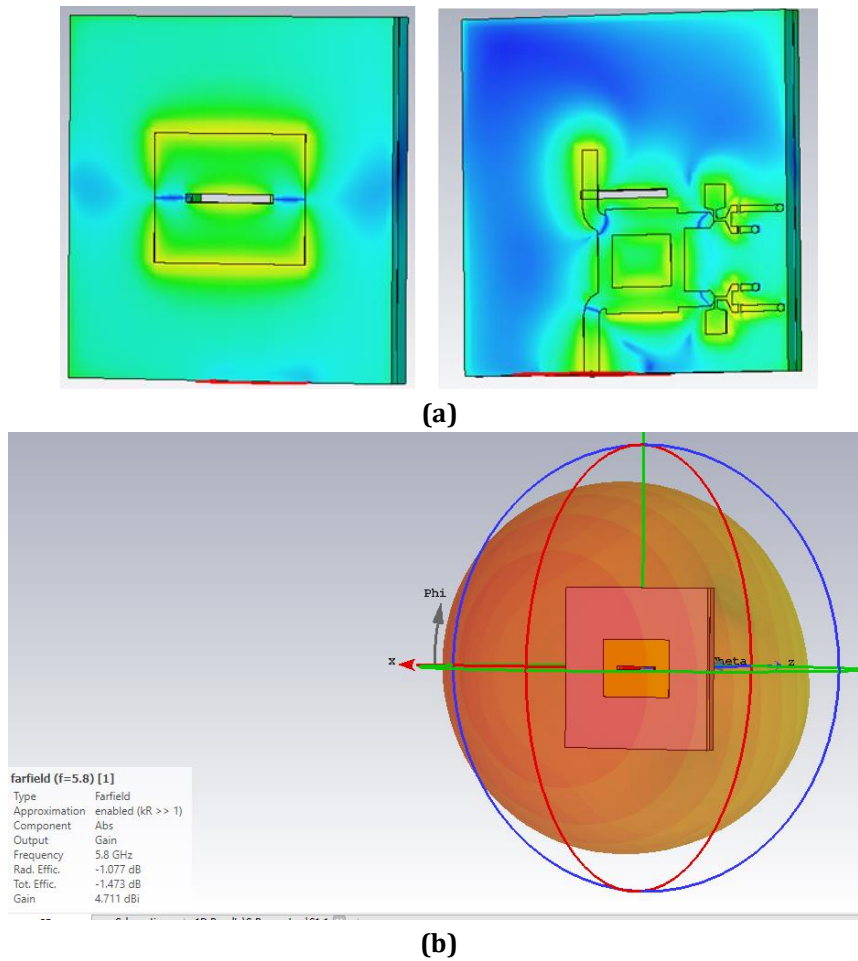 (a)
Phi
x
Theta
z
farfield (f=5.8) [1]
Type Farfield
Approximation enabled (kR >> 1)
Component Abs
Output Gain
Frequency 5.8 GHz
Rad. Effic. -1.077 dB
Tot. Effic. -1.473 dB
Gain 4.711 dBi
(b)